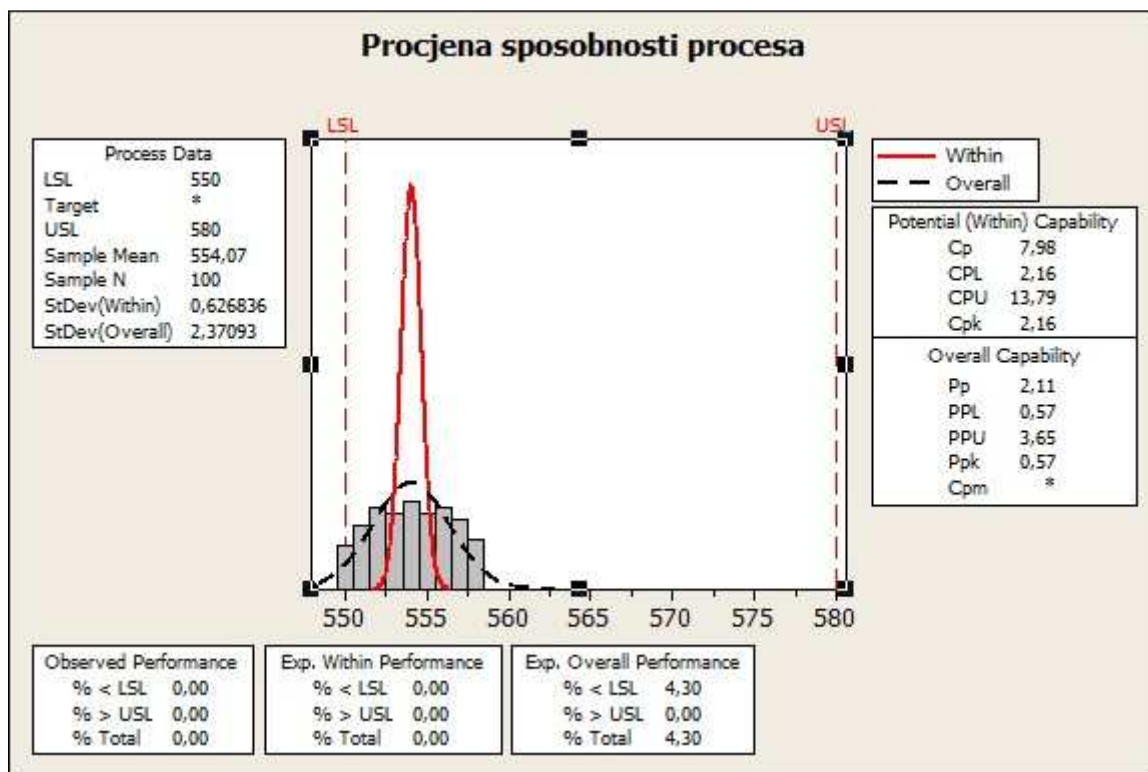 Procjena sposobnosti procesa
LSL USL
Process Data
LSL 550
Target *
USL 580
Sample Mean 554,07
Sample N 100
StDev(Within) 0,626836
StDev(Overall) 2,37093
Within
Overall
Potential (Within) Capability
Cp 7,98
CPL 2,16
CPU 13,79
Cpk 2,16
Overall Capability
Pp 2,11
PPL 0,57
PPU 3,65
Ppk 0,57
Cpm *
550 555 560 565 570 575 580
Observed Performance
% < LSL 0,00
% > USL 0,00
% Total 0,00
Exp. Within Performance
% < LSL 0,00
% > USL 0,00
% Total 0,00
Exp. Overall Performance
% < LSL 4,30
% > USL 0,00
% Total 4,30